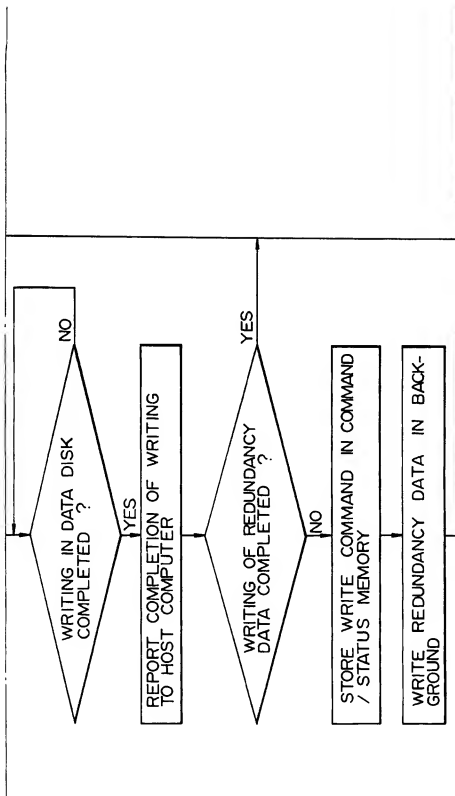 WRITING IN DATA DISK
COMPLETED ?
NO
YES
REPORT COMPLETION OF WRITING
TO HOST COMPUTER
WRITING OF REDUNDANCY
DATA COMPLETED ?
YES
NO
STORE WRITE COMMAND IN COMMAND
/ STATUS MEMORY
WRITE REDUNDANCY DATA IN BACK-
GROUND